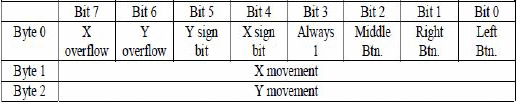 Bit 7 Bit 6 Bit 5 Bit 4 Bit 3 Bit 2 Bit 1 Bit 0
Byte 0 X overflow Y overflow Y sign bit X sign bit Always 1 Middle Btn. Right Btn. Left Btn.
Byte 1 X movement
Byte 2 Y movement